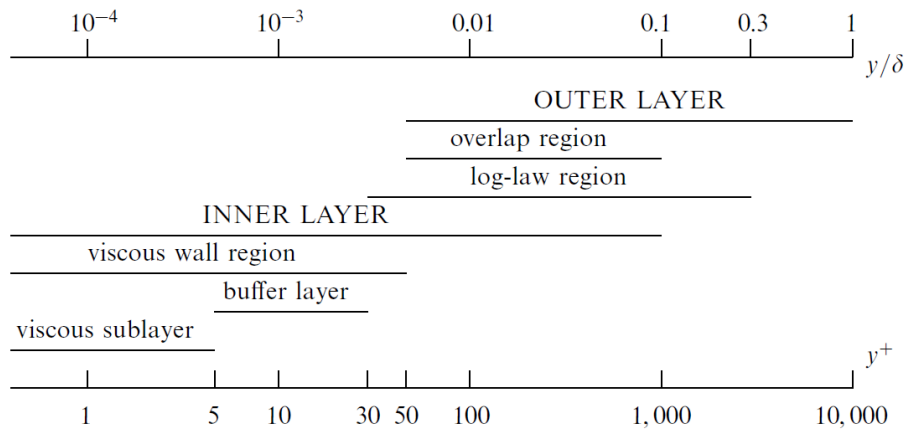 10⁻⁴ 10⁻³ 0.01 0.1 0.3 1
y/δ
OUTER LAYER
overlap region
log-law region
INNER LAYER
viscous wall region
buffer layer
viscous sublayer
y⁺
1 5 10 30 50 100 1,000 10,000